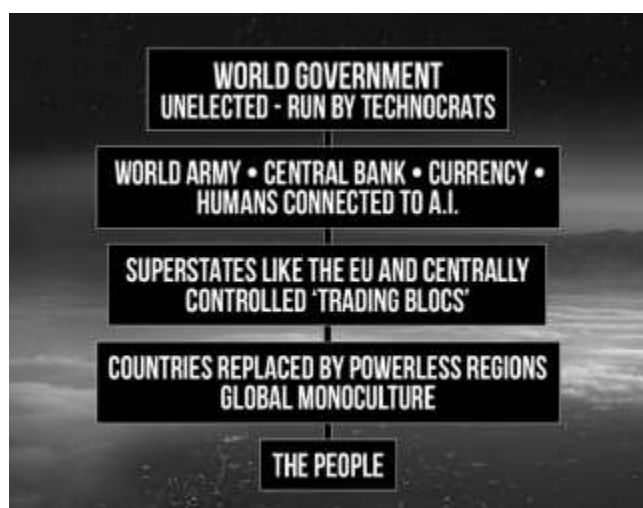 WORLD GOVERNMENT
UNELECTED - RUN BY TECHNOCRATS
WORLD ARMY • CENTRAL BANK • CURRENCY •
HUMANS CONNECTED TO A.I.
SUPERSTATES LIKE THE EU AND CENTRALLY
CONTROLLED 'TRADING BLOCS'
COUNTRIES REPLACED BY POWERLESS REGIONS
GLOBAL MONOCULTURE
THE PEOPLE